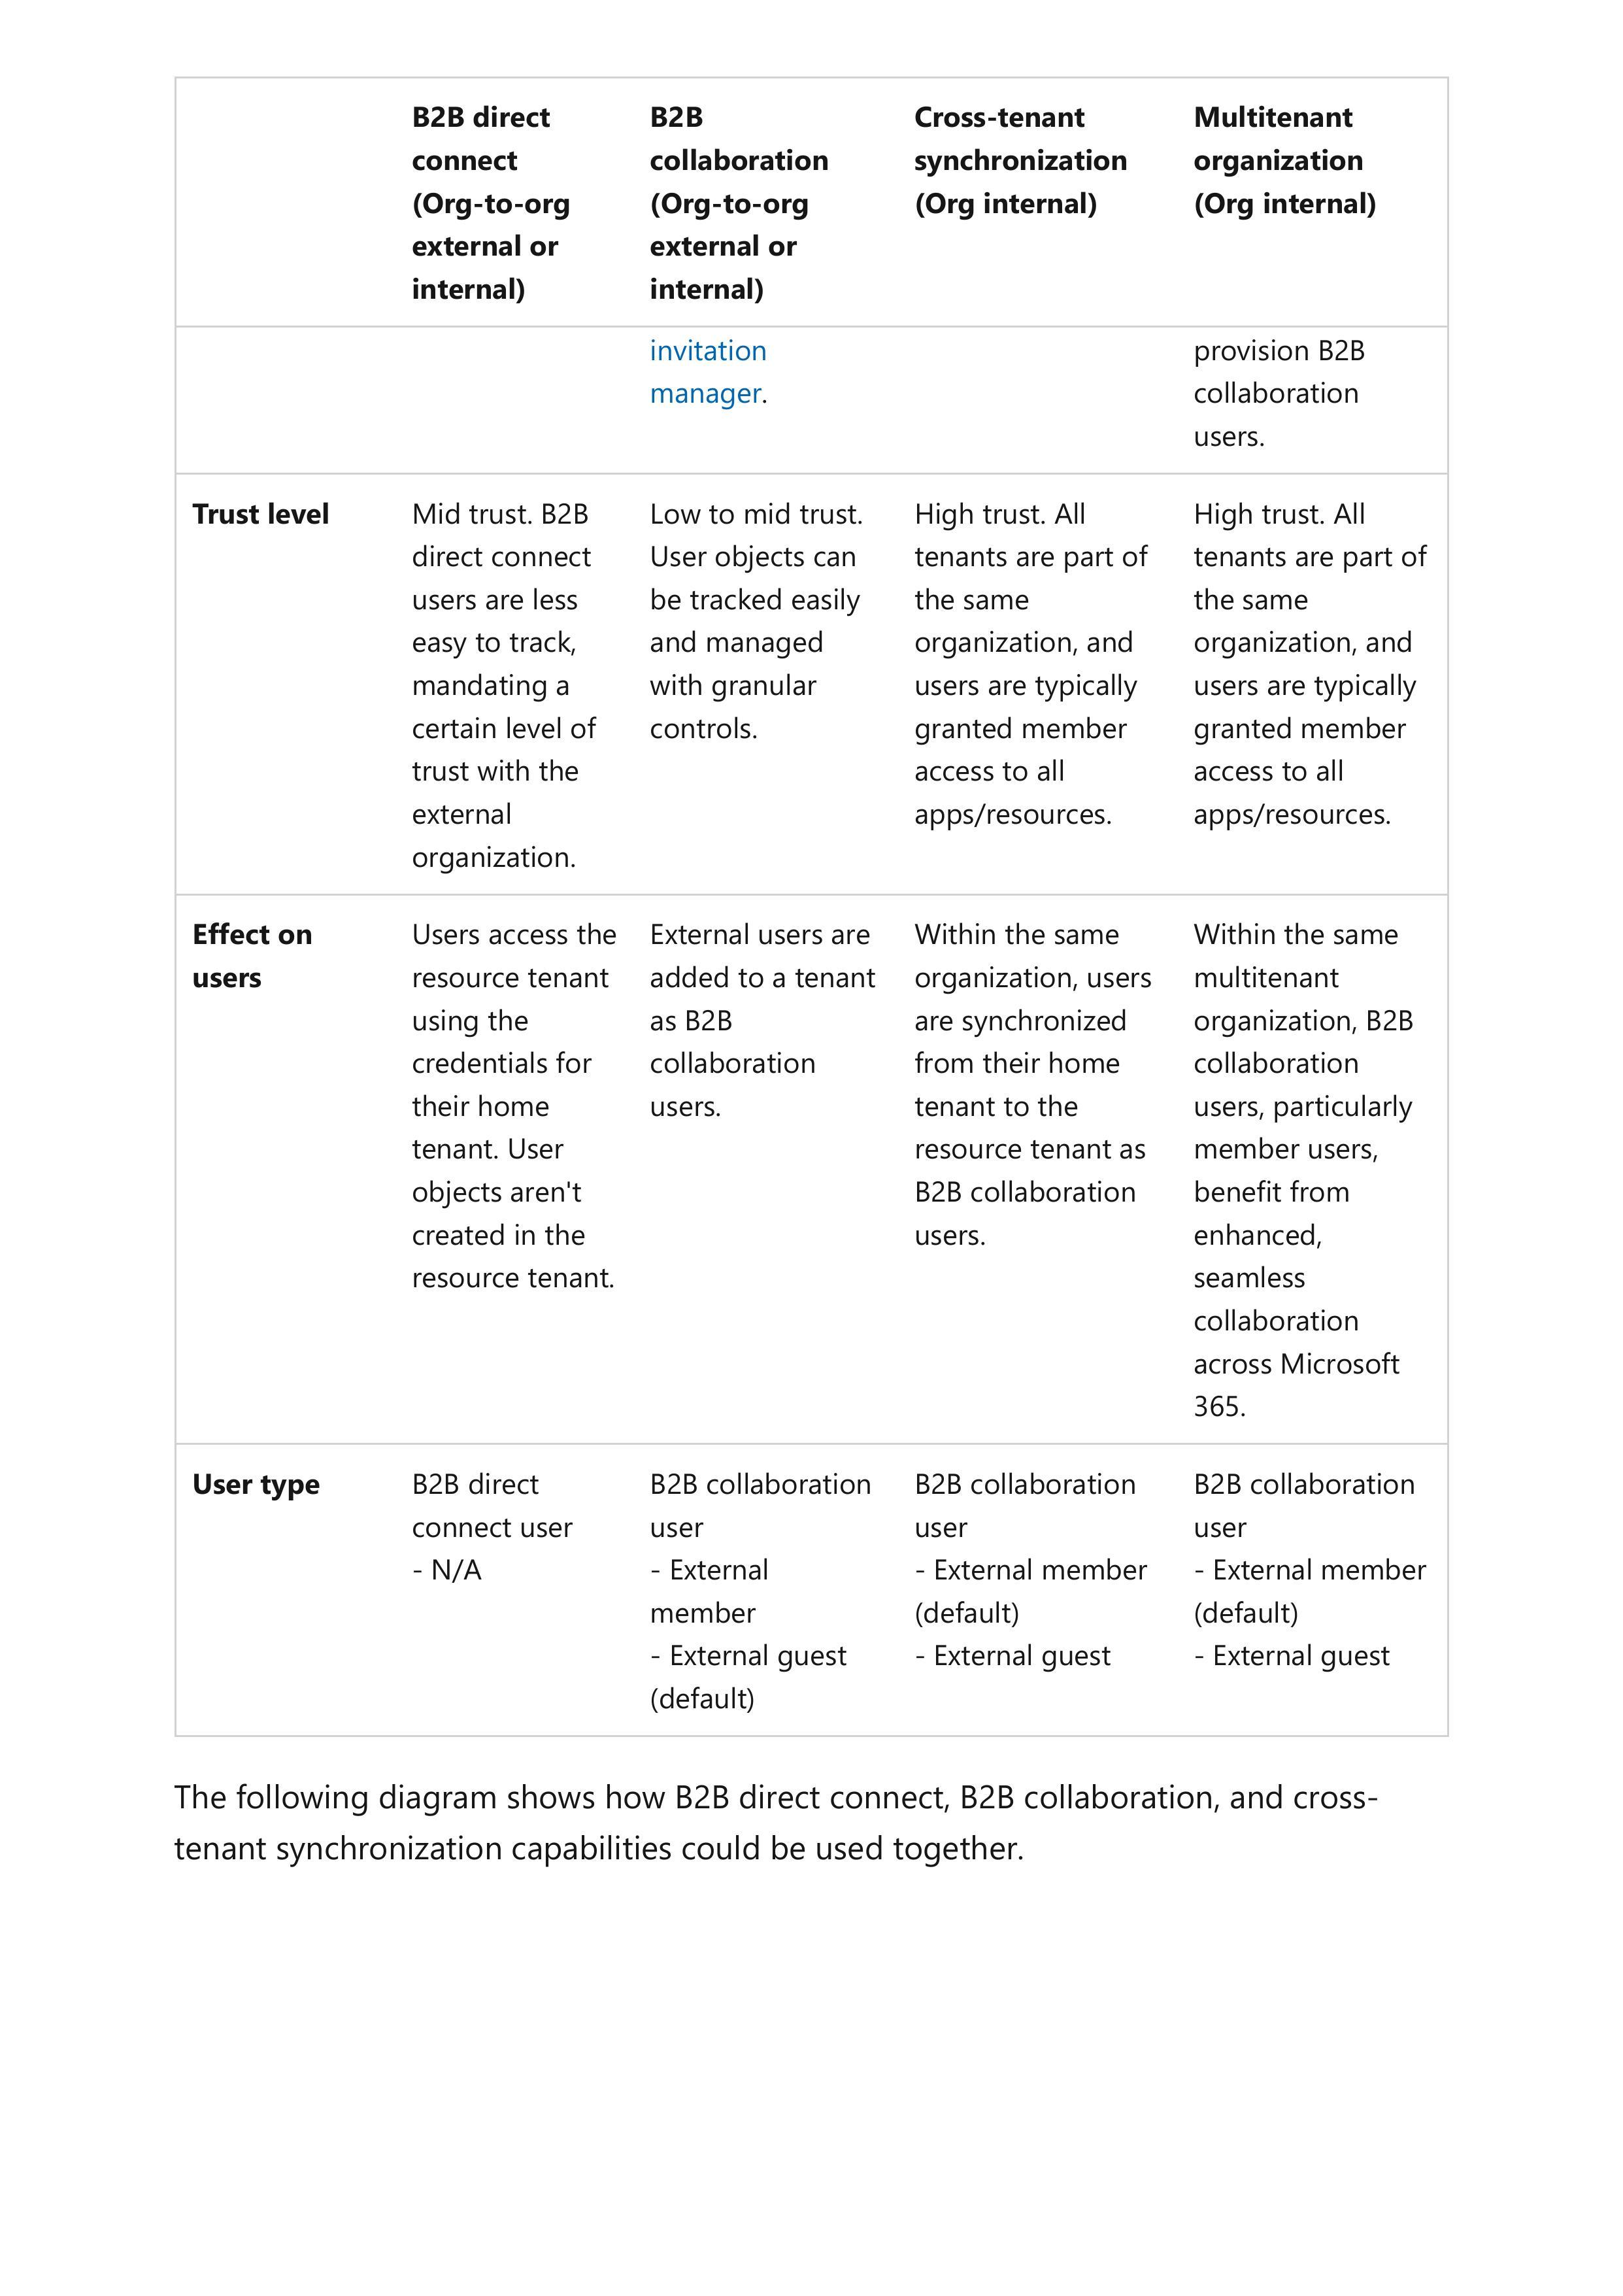 B2B direct
connect
(Org-to-org
external or
internal)
B2B
collaboration
(Org-to-org
external or
internal)
Cross-tenant
synchronization
(Org internal)
Multitenant
organization
(Org internal)
invitation
manager.
provision B2B
collaboration
users.
Trust level
Mid trust. B2B
direct connect
users are less
easy to track,
mandating a
certain level of
trust with the
external
organization.
Low to mid trust.
User objects can
be tracked easily
and managed
with granular
controls.
High trust. All
tenants are part of
the same
organization, and
users are typically
granted member
access to all
apps/resources.
High trust. All
tenants are part of
the same
organization, and
users are typically
granted member
access to all
apps/resources.
Effect on
users
Users access the
resource tenant
using the
credentials for
their home
tenant. User
objects aren't
created in the
resource tenant.
External users are
added to a tenant
as B2B
collaboration
users.
Within the same
organization, users
are synchronized
from their home
tenant to the
resource tenant as
B2B collaboration
users.
Within the same
multitenant
organization, B2B
collaboration
users, particularly
member users,
benefit from
enhanced,
seamless
collaboration
across Microsoft
365.
User type
B2B direct
connect user
- N/A
B2B collaboration
user
- External
member
- External guest
(default)
B2B collaboration
user
- External member
(default)
- External guest
B2B collaboration
user
- External member
(default)
- External guest
The following diagram shows how B2B direct connect, B2B collaboration, and cross-
tenant synchronization capabilities could be used together.